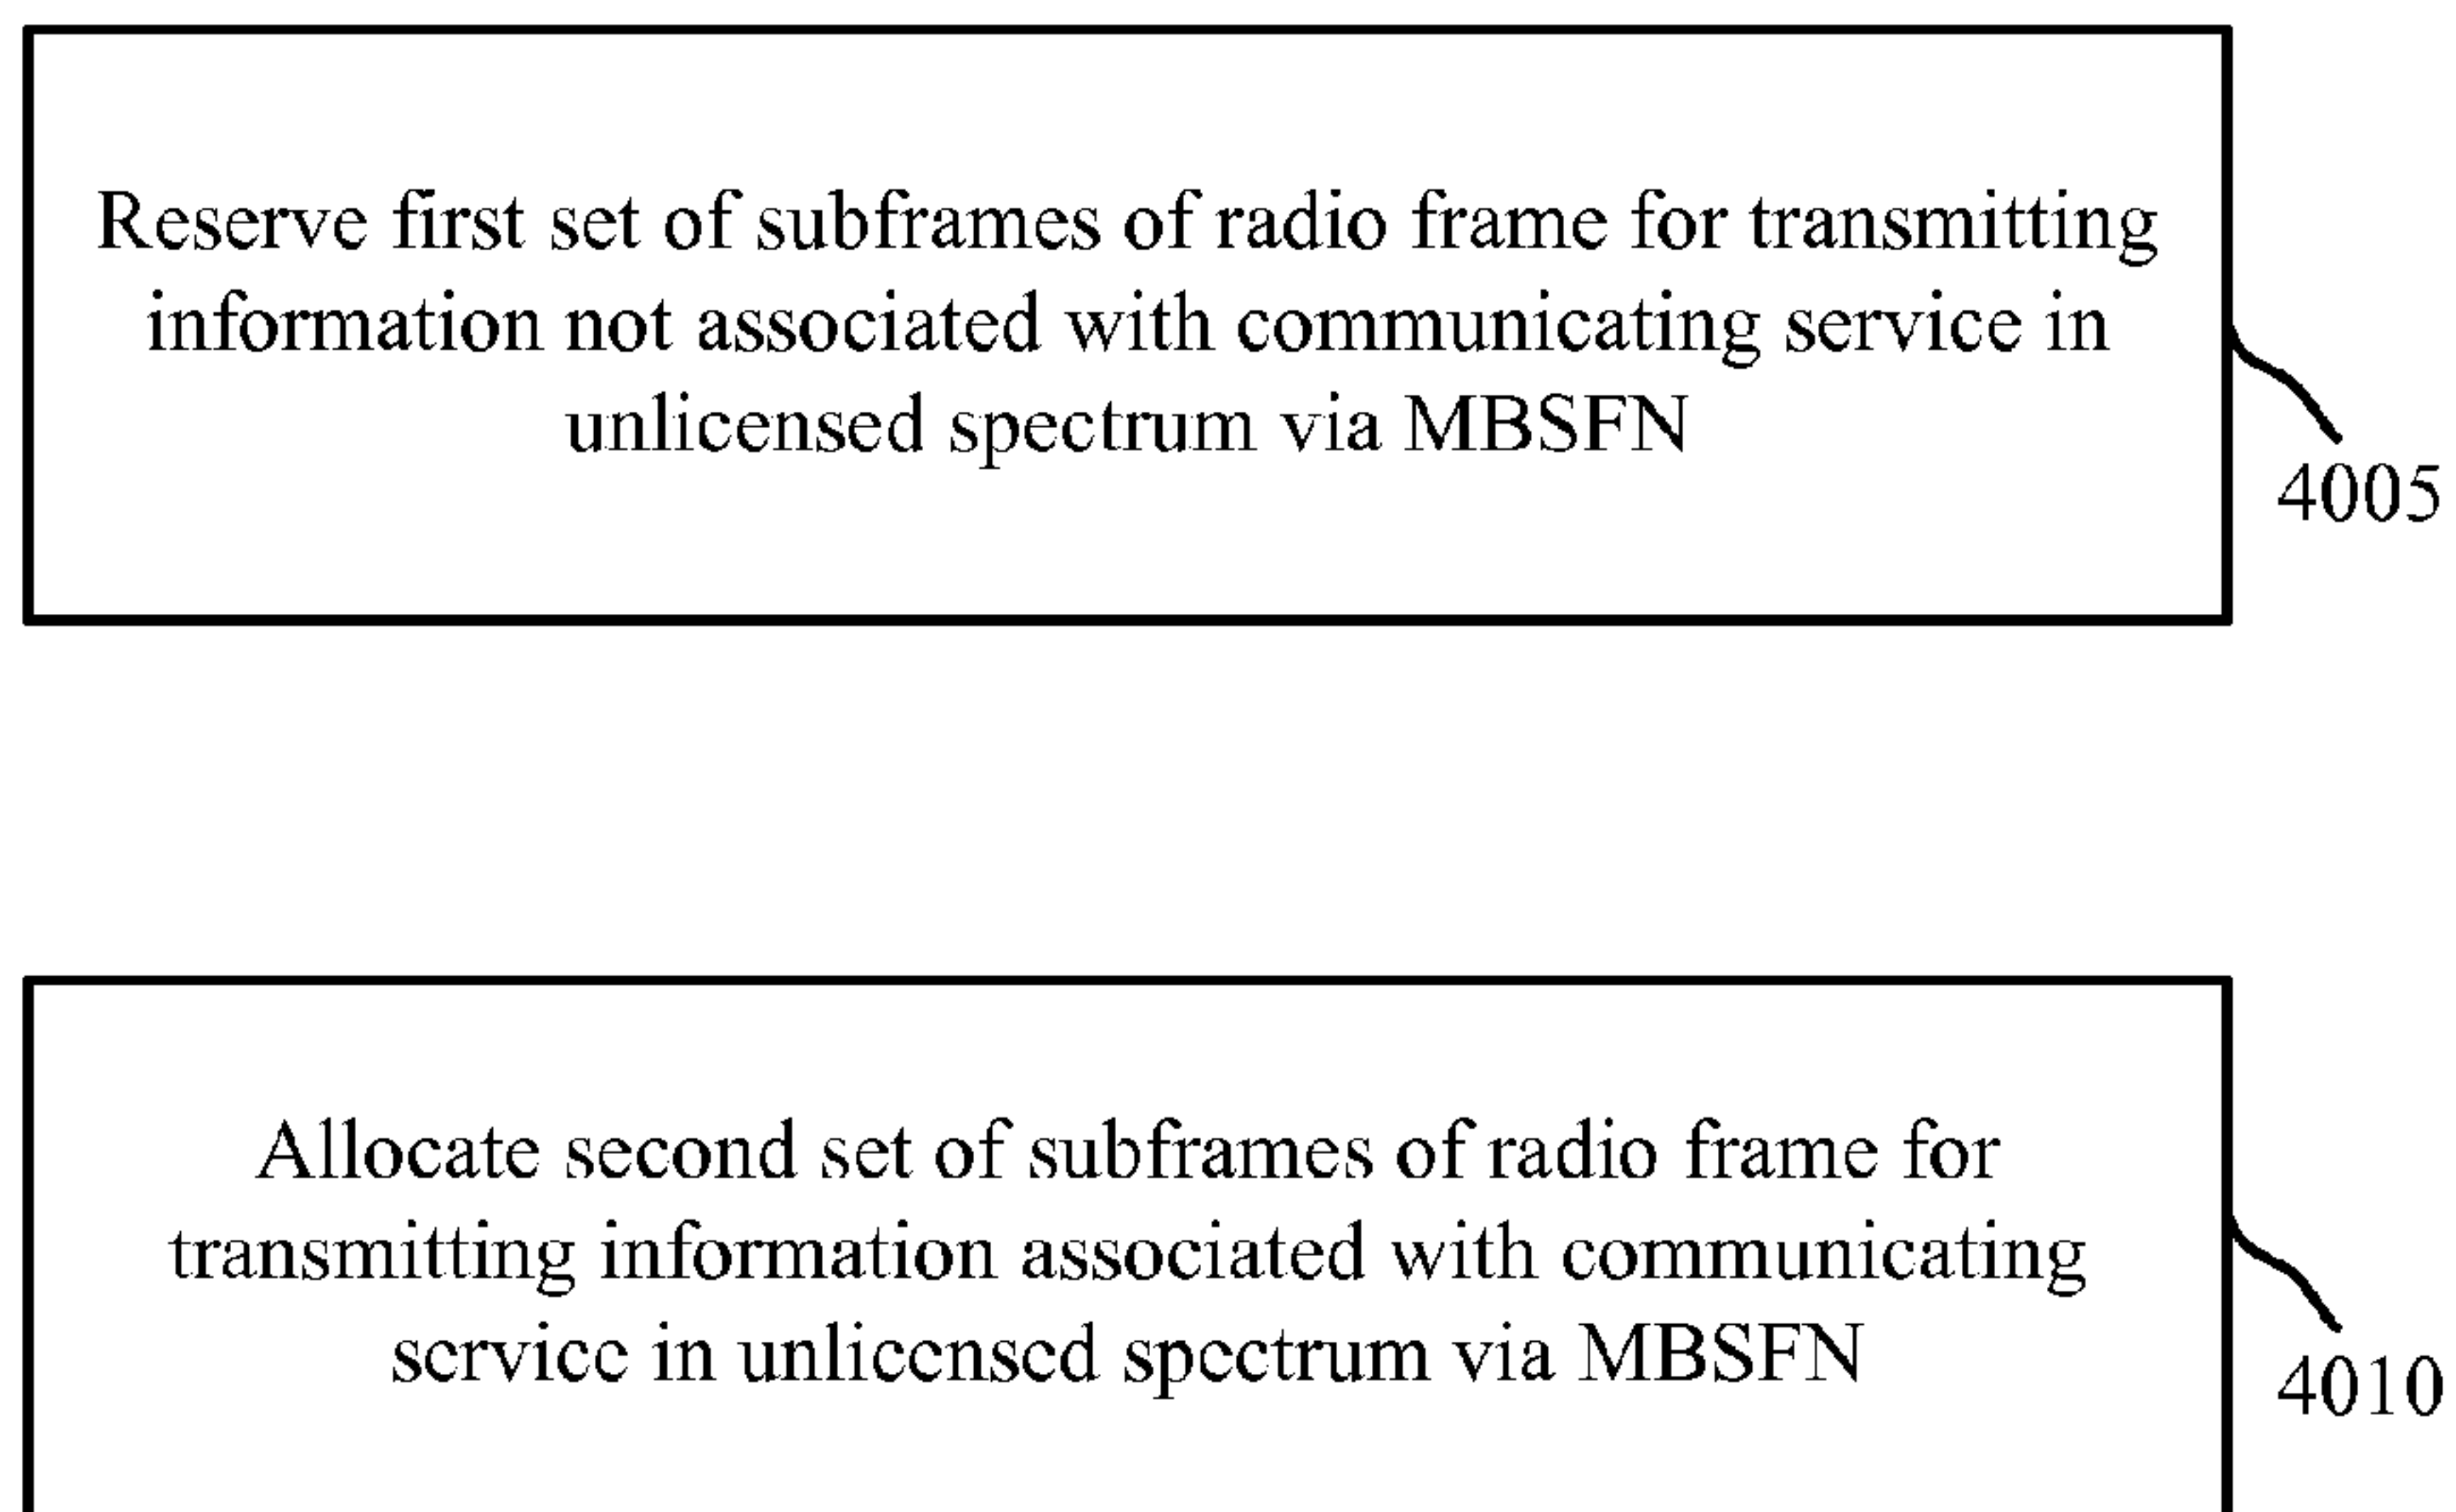 Reserve first set of subframes of radio frame for transmitting
information not associated with communicating service in
unlicensed spectrum via MBSFN
4005
Allocate second set of subframes of radio frame for
transmitting information associated with communicating
service in unlicensed spectrum via MBSFN
4010